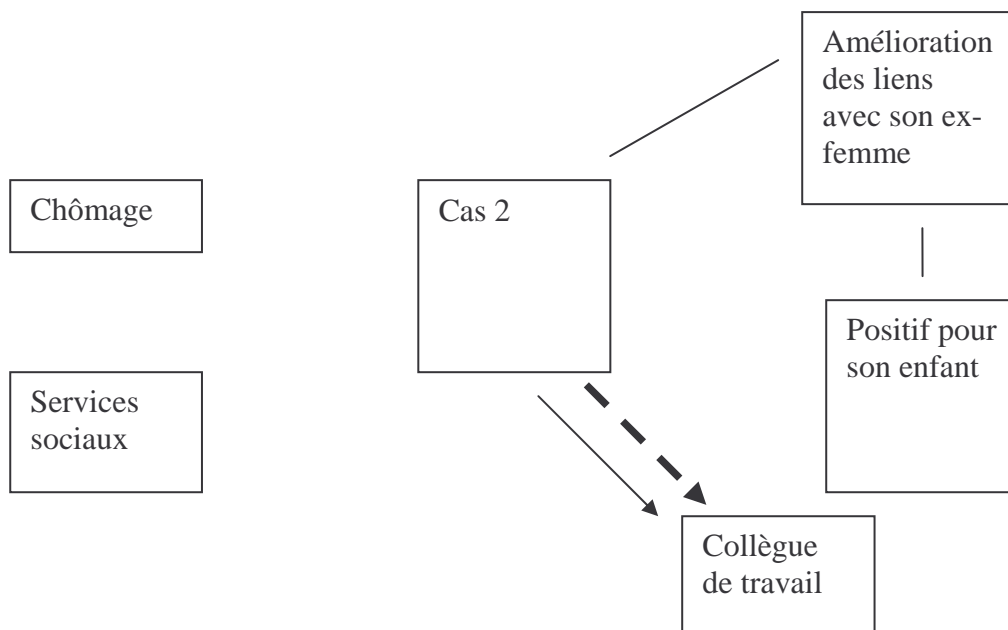 Amélioration
des liens
avec son ex-
femme
Chômage
Cas 2
Positif pour
son enfant
Services
sociaux
Collègue
de travail